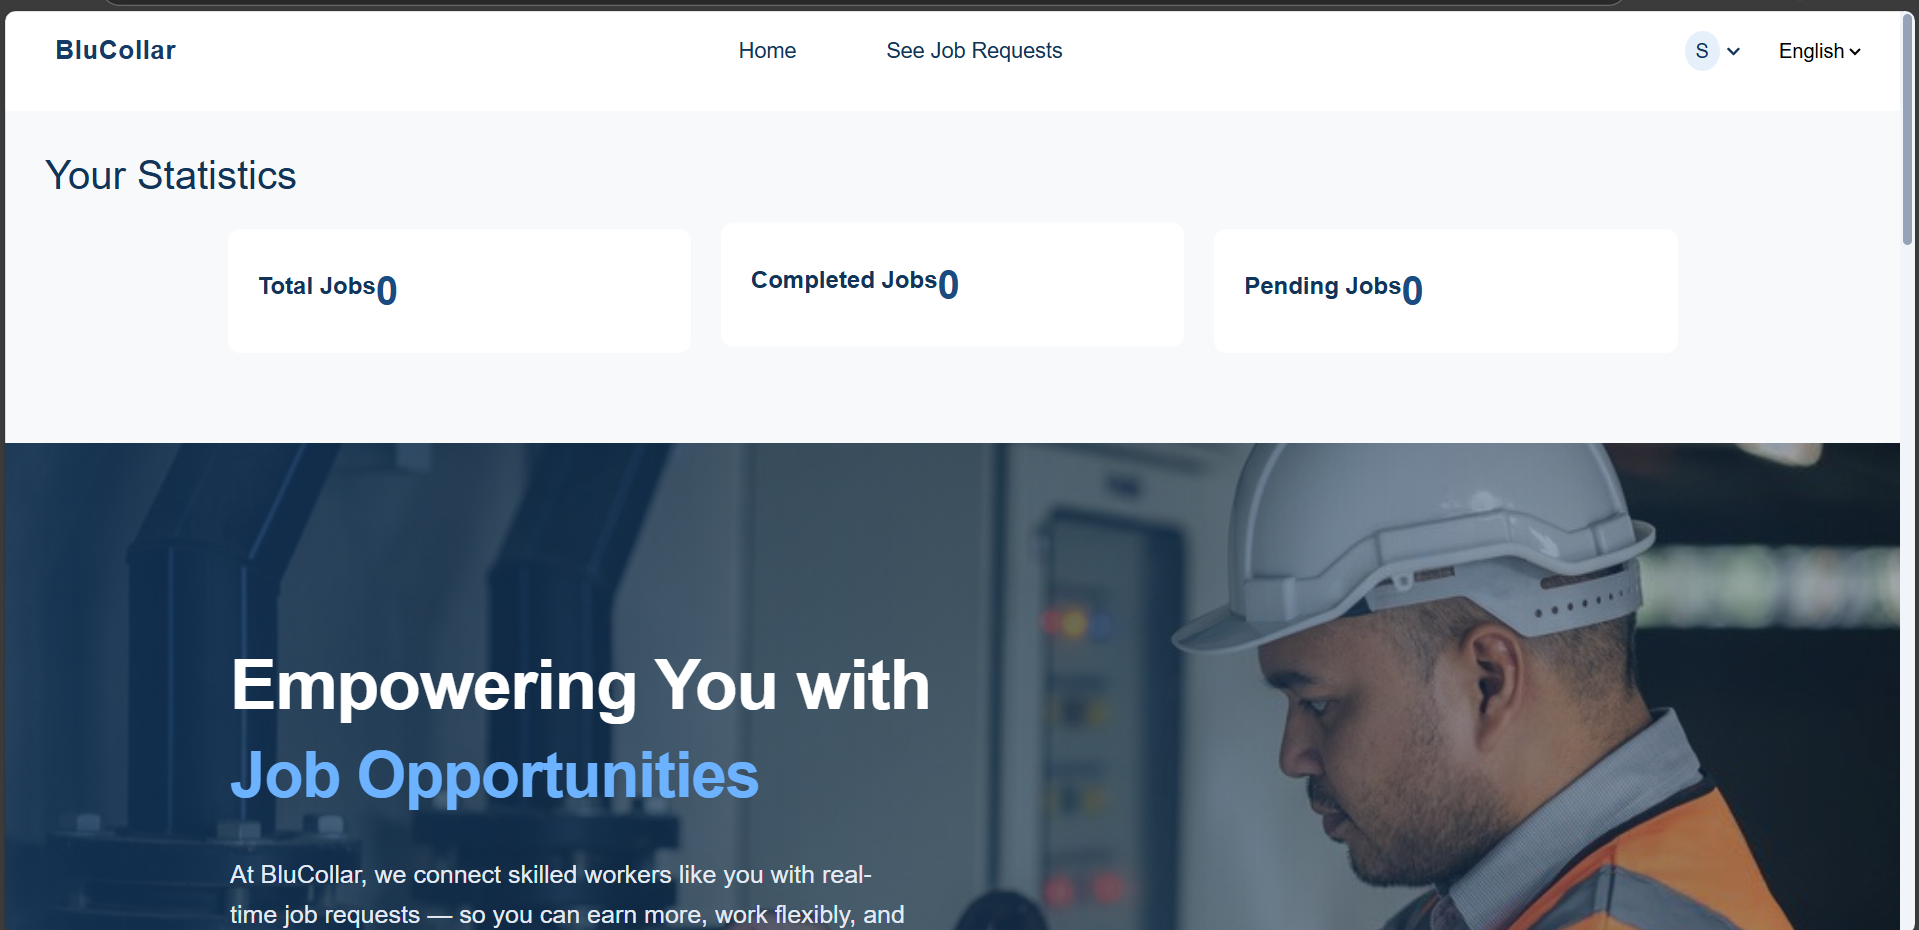 BluCollar
Home
See Job Requests
S
English
Your Statistics
Total Jobs0
Completed Jobs0
Pending Jobs0
Empowering You with
Job Opportunities
At BluCollar, we connect skilled workers like you with real-
time job requests — so you can earn more, work flexibly, and